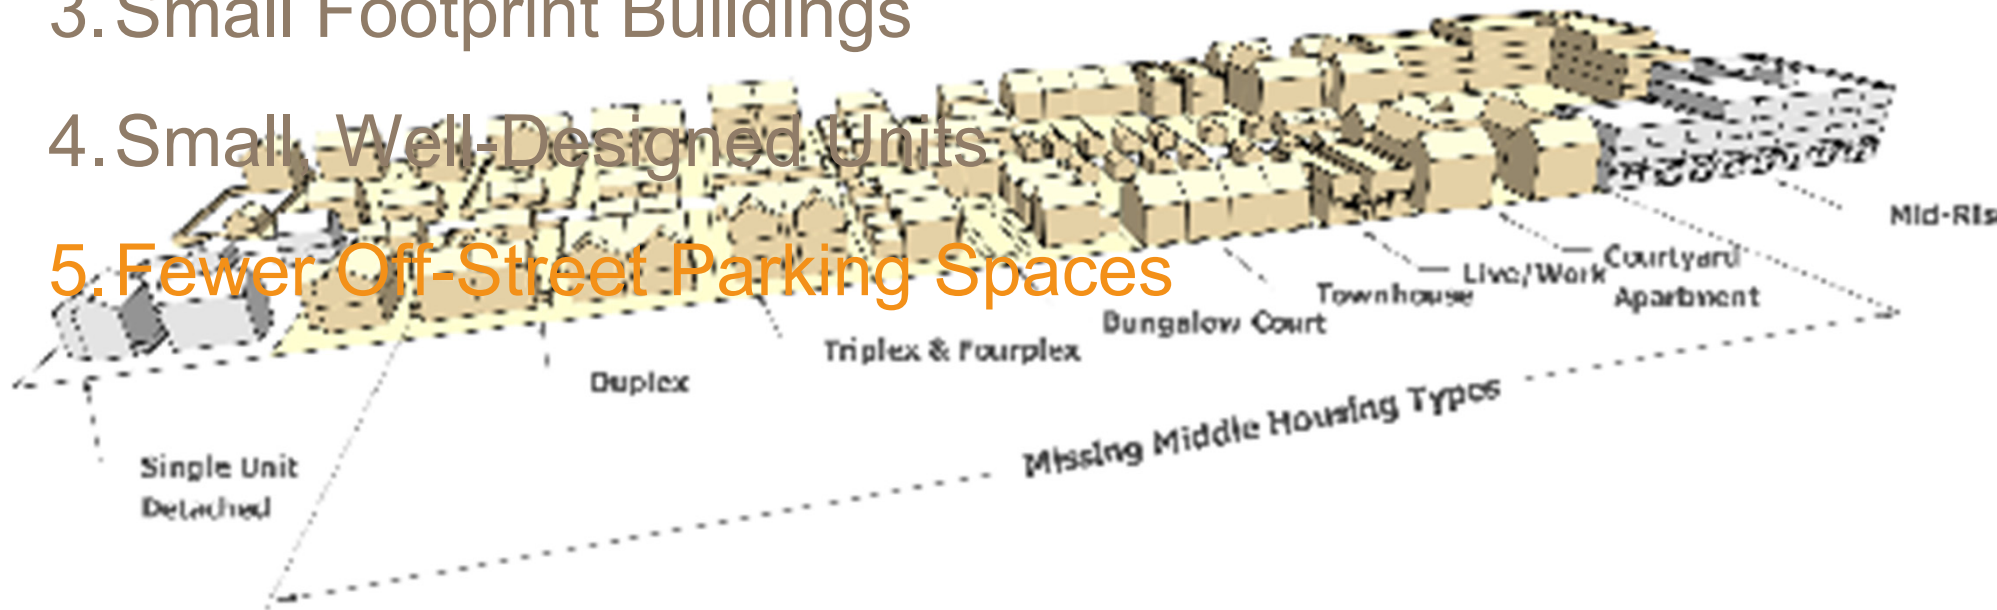 3. Small Footprint Buildings
4. Small, Well-Designed Units
5. Fewer Off-Street Parking Spaces
Mid-Ris
Courtyard
Apartment
Live/Work
Townhouse
Bungalow Court
Triplex & Fourplex
Duplex
Missing Middle Housing Types
Single Unit
Detached